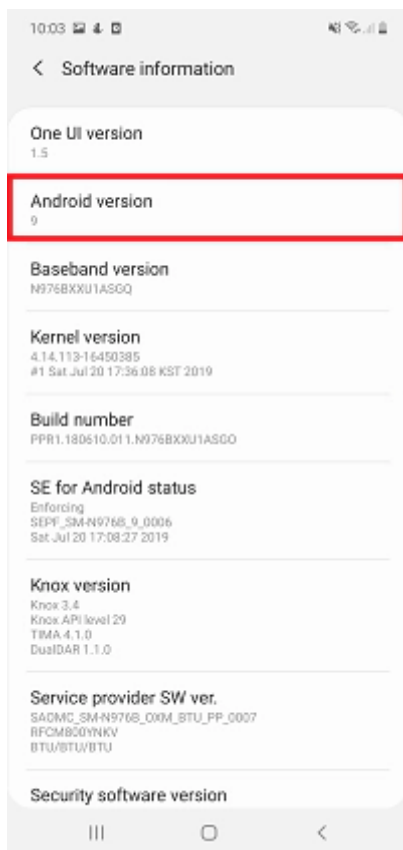 10:03
Software information
One UI version
1.5
Android version
9
Baseband version
N976BXXU1ASGQ
Kernel version
4.14.113-16450385
#1 Sat Jul 20 17:36:08 KST 2019
Build number
PPR1.180610.011.N976BXXU1ASGO
SE for Android status
Enforcing
SEPF_SM-N976B_9_0006
Sat Jul 20 17:08:27 2019
Knox version
Knox 3.4
Knox API level 29
TIMA 4.1.0
DualDAR 1.1.0
Service provider SW ver.
SAOMC_SM-N976B_OXM_BTU_PP_0007
RFCM800YNKV
BTU/BTU/BTU
Security software version